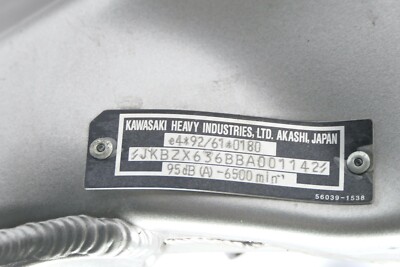 KAWASAKI HEAVY INDUSTRIES, LTD. AKASHI, JAPAN
e4*92/61*0180
JKBZX636BBA001142
95dB (A) -6500 min⁻¹
56039-1538